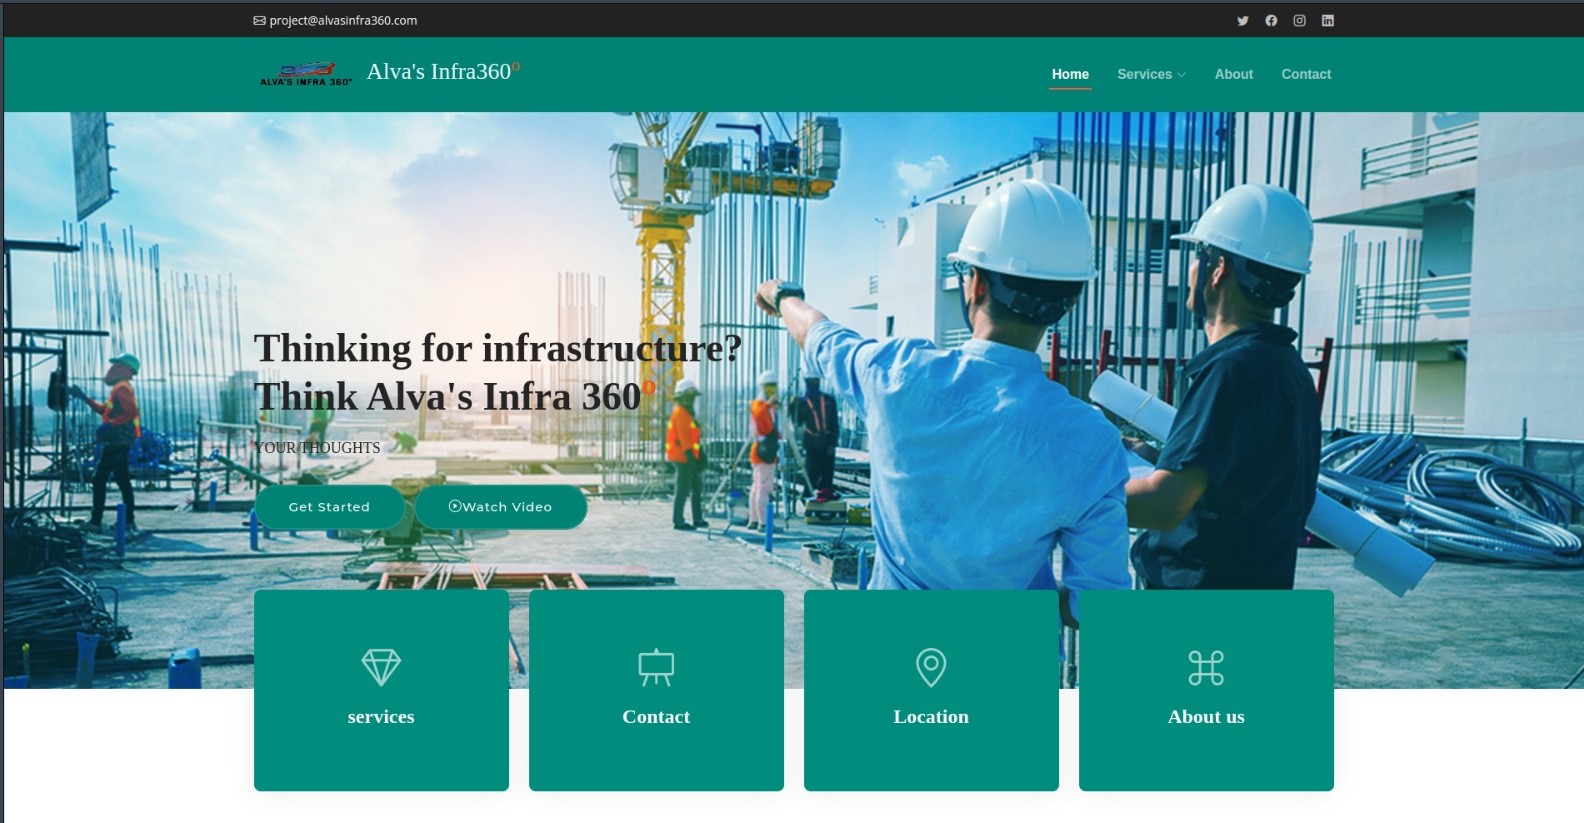 project@alvasinfra360.com
ALVA'S INFRA 360°
Alva's Infra360°
Home
Services
About
Contact
Thinking for infrastructure?
Think Alva's Infra 360°
YOUR THOUGHTS
Get Started
Watch Video
services
Contact
Location
About us